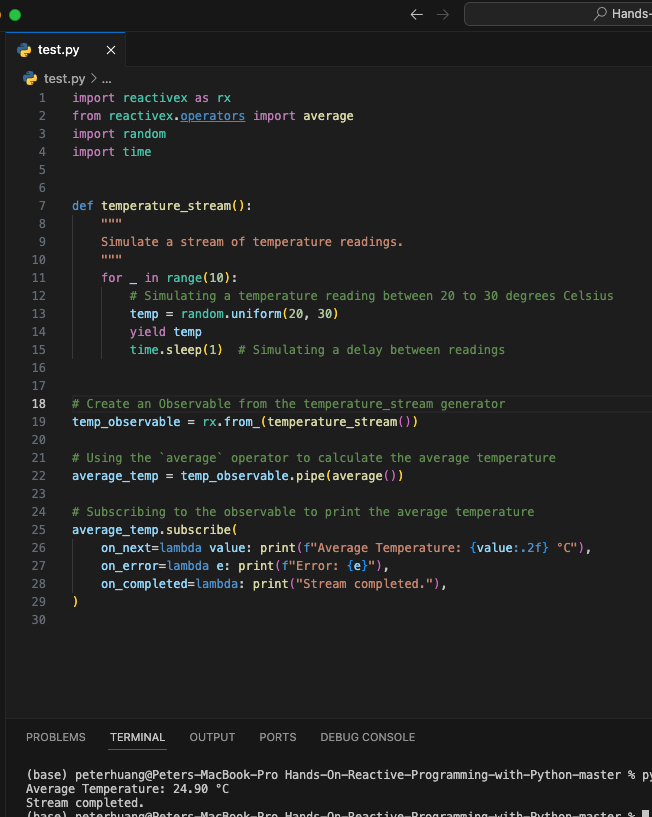 Hands-
test.py
test.py > ...
1 import reactivex as rx
2 from reactivex.operators import average
3 import random
4 import time
5
6
7 def temperature_stream():
8     """
9     Simulate a stream of temperature readings.
10     """
11     for _ in range(10):
12         # Simulating a temperature reading between 20 to 30 degrees Celsius
13         temp = random.uniform(20, 30)
14         yield temp
15         time.sleep(1)  # Simulating a delay between readings
16
17
18 # Create an Observable from the temperature_stream generator
19 temp_observable = rx.from_(temperature_stream())
20
21 # Using the `average` operator to calculate the average temperature
22 average_temp = temp_observable.pipe(average())
23
24 # Subscribing to the observable to print the average temperature
25 average_temp.subscribe(
26     on_next=lambda value: print(f"Average Temperature: {value:.2f} °C"),
27     on_error=lambda e: print(f"Error: {e}"),
28     on_completed=lambda: print("Stream completed."),
29 )
30
PROBLEMS TERMINAL OUTPUT PORTS DEBUG CONSOLE
(base) peterhuang@Peters-MacBook-Pro Hands-On-Reactive-Programming-with-Python-master % py
Average Temperature: 24.90 °C
Stream completed.
(base) peterhuang@Peters-MacBook-Pro Hands-On-Reactive-Programming-with-Python-master %